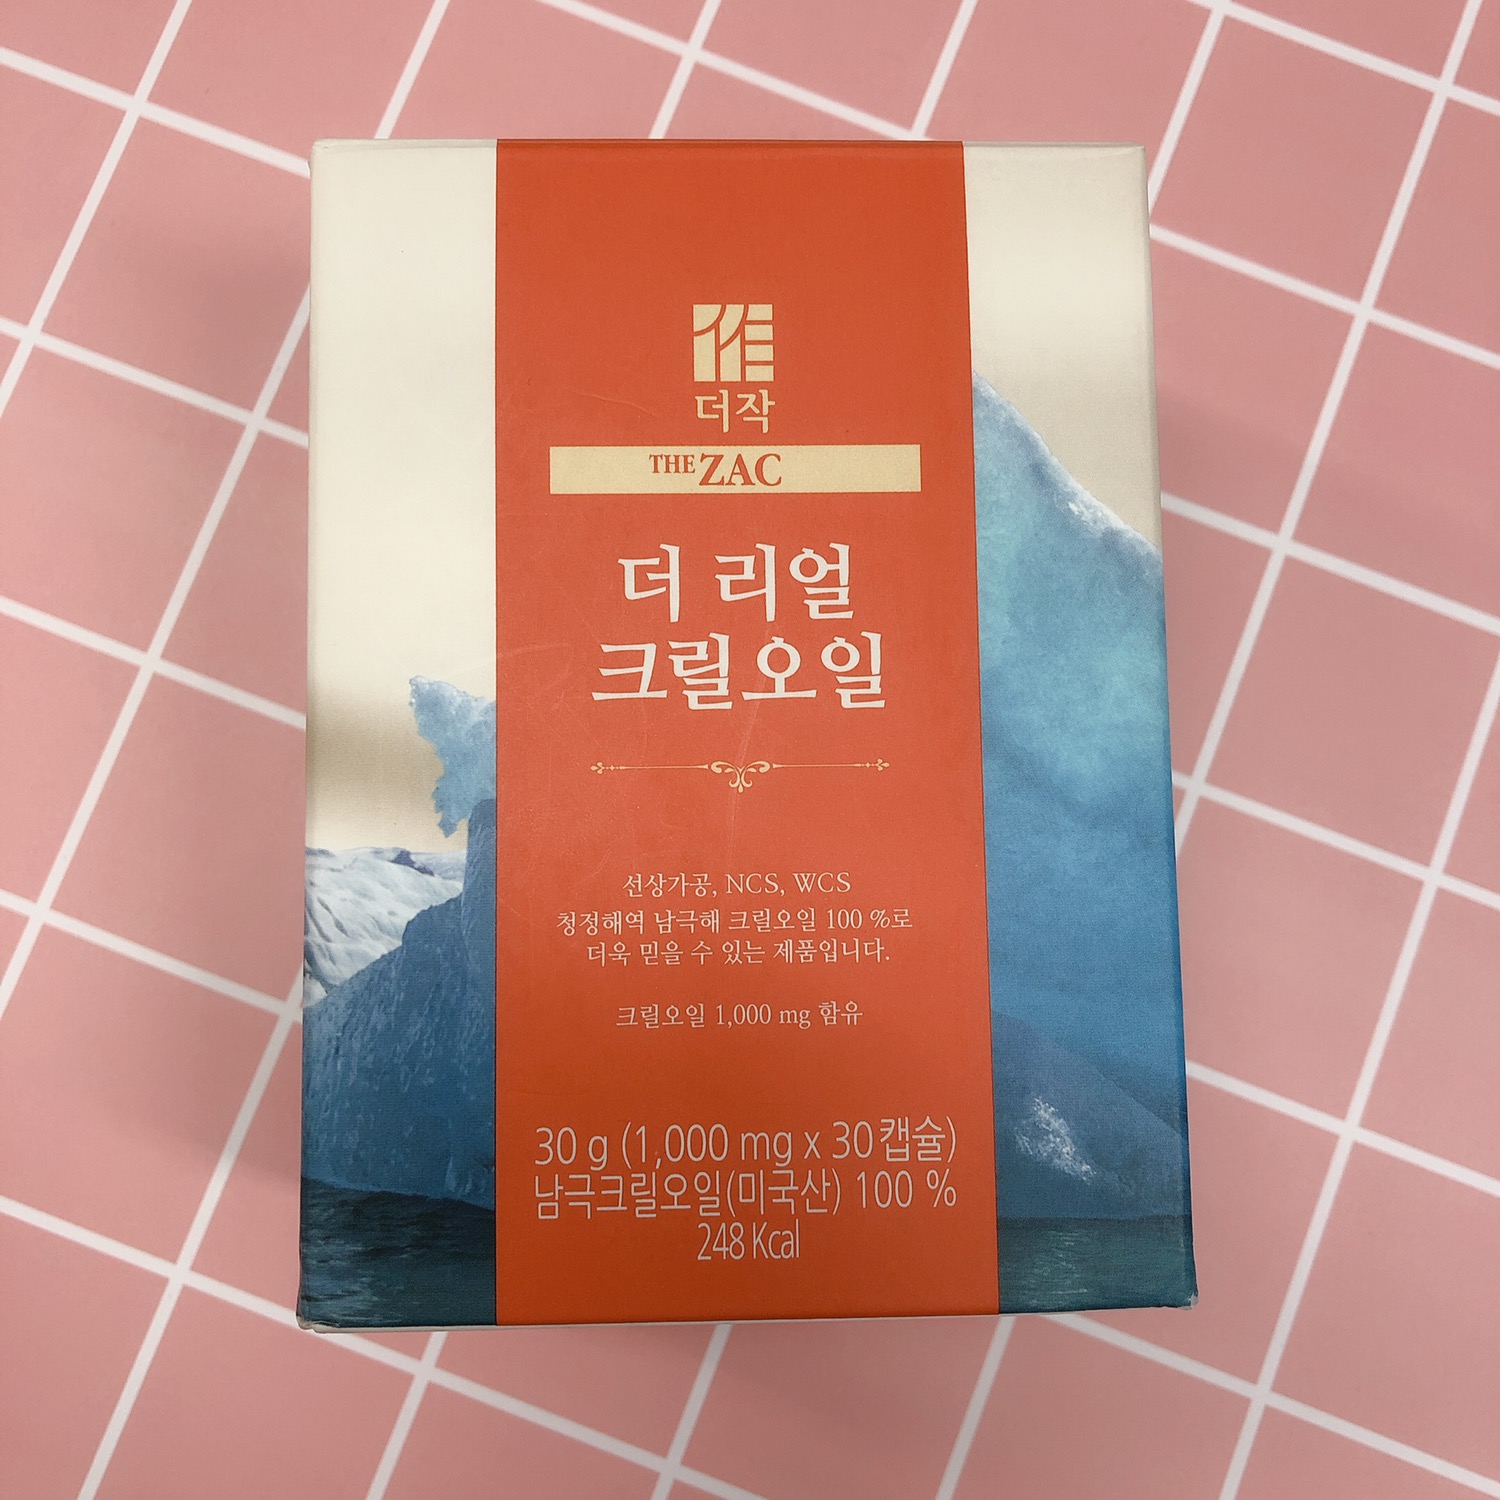 作
더작
THE ZAC
더 리얼
크릴오일
선상가공, NCS, WCS
청정해역 남극해 크릴오일 100 %로
더욱 믿을 수 있는 제품입니다.
크릴오일 1,000 mg 함유
30 g (1,000 mg x 30캡슐)
남극크릴오일(미국산) 100 %
248 Kcal